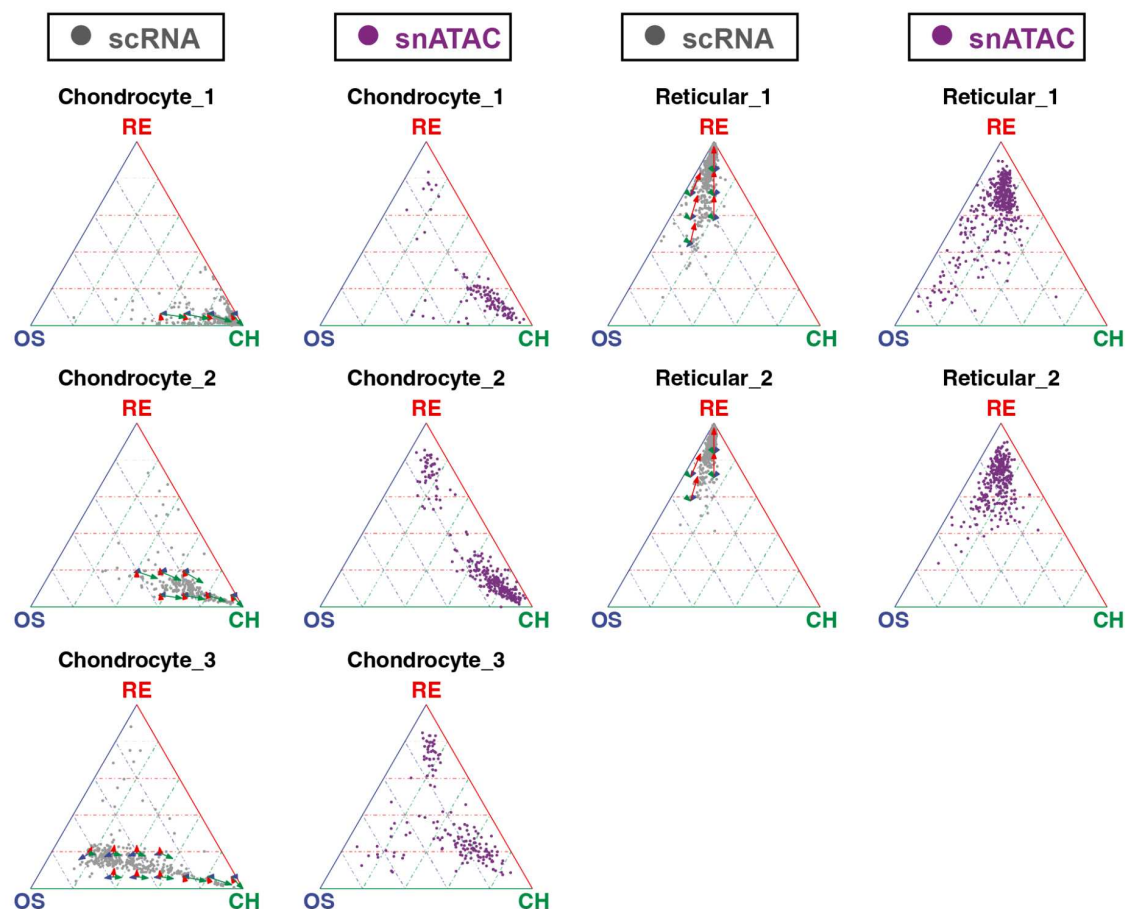 scRNA snATAC scRNA snATAC
Chondrocyte_1 Chondrocyte_1 Reticular_1 Reticular_1
RE RE RE RE
OS CH OS CH OS CH OS CH
Chondrocyte_2 Chondrocyte_2 Reticular_2 Reticular_2
RE RE RE RE
OS CH OS CH OS CH OS CH
Chondrocyte_3 Chondrocyte_3
RE RE
OS CH OS CH